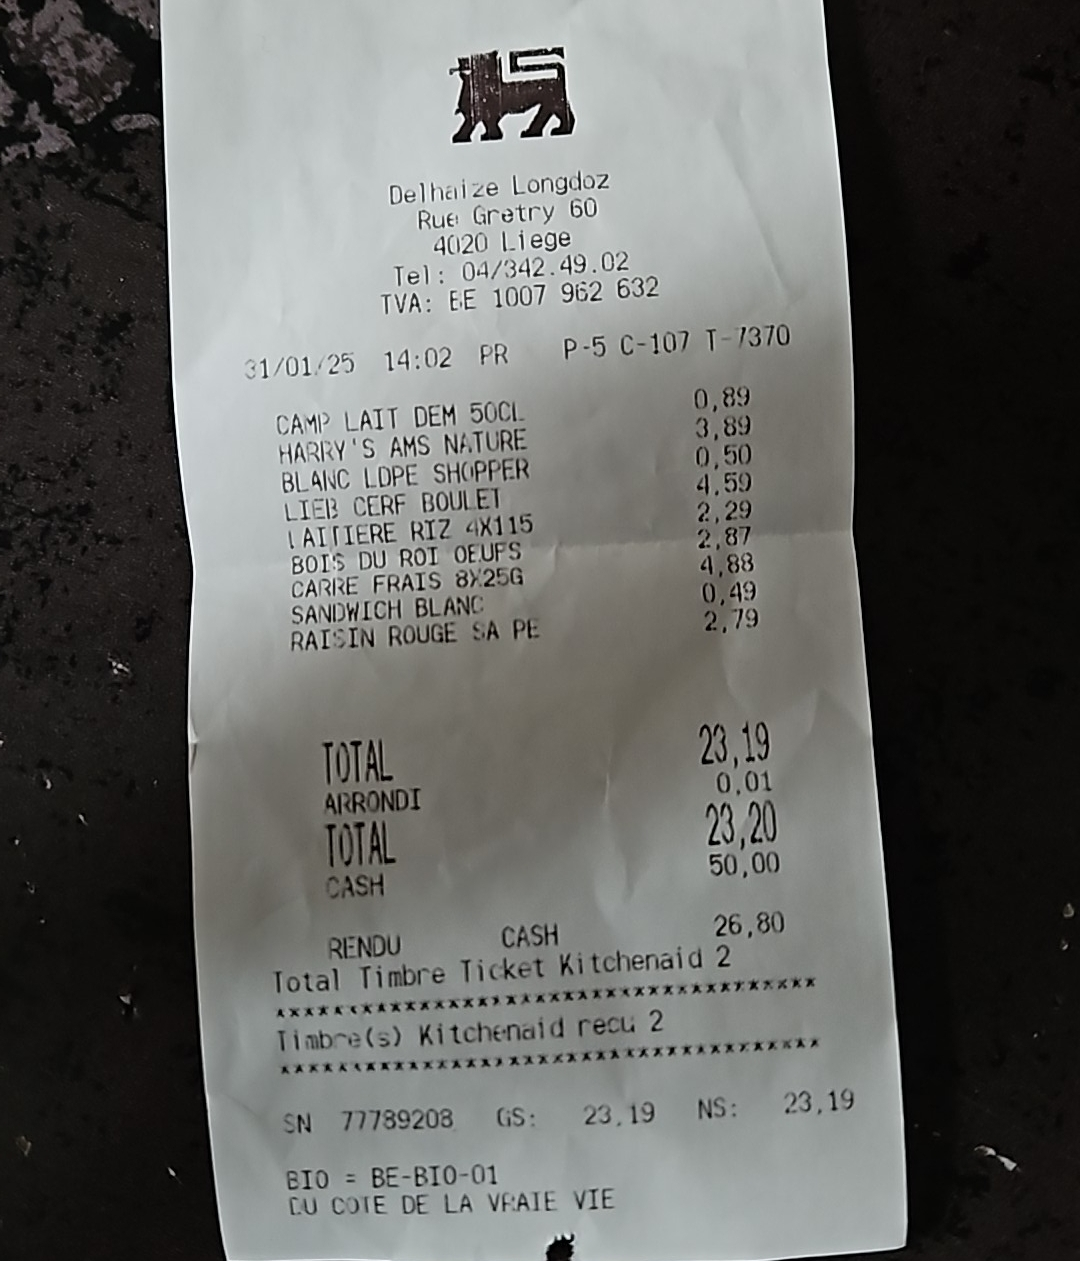 Delhaize Longdoz
Rue Gretry 60
4020 Liege
Tel: 04/342.49.02
TVA: BE 1007 962 632
31/01/25 14:02 PR P-5 C-107 T-7370
CAMP LAIT DEM 50CL 0,89
HARRY'S AMS NATURE 3,89
BLANC LDPE SHOPPER 0,50
LIEB CERF BOULET 4,59
LAITIERE RIZ 4X115 2,29
BOIS DU ROI OEUFS 2,87
CARRE FRAIS 8X25G 4,88
SANDWICH BLANC 0,49
RAISIN ROUGE SA PE 2,79
TOTAL 23,19
ARRONDI 0,01
TOTAL 23,20
CASH 50,00
RENDU CASH 26,80
Total Timbre Ticket Kitchenaid 2
**************************************
Timbre(s) Kitchenaid recu 2
**************************************
SN 77789208 GS: 23,19 NS: 23,19
BIO = BE-BIO-01
DU COTE DE LA VRAIE VIE